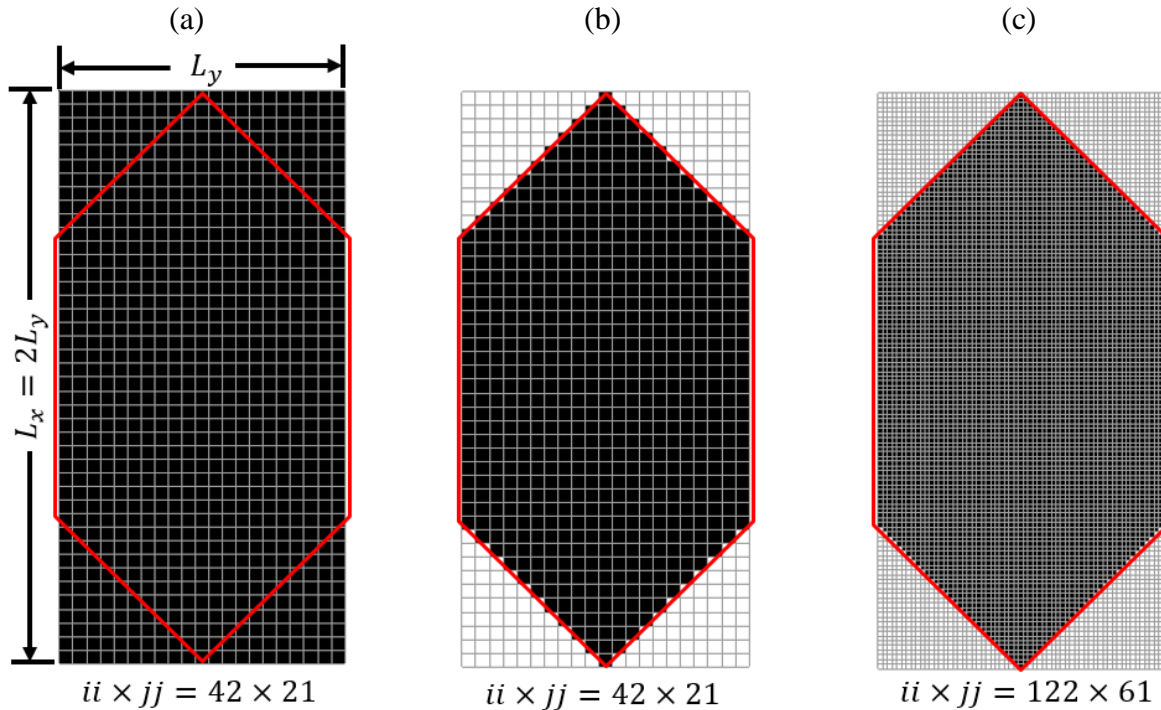 (a) (b) (c)
L_y
L_x = 2L_y
ii × jj = 42 × 21
ii × jj = 42 × 21
ii × jj = 122 × 61